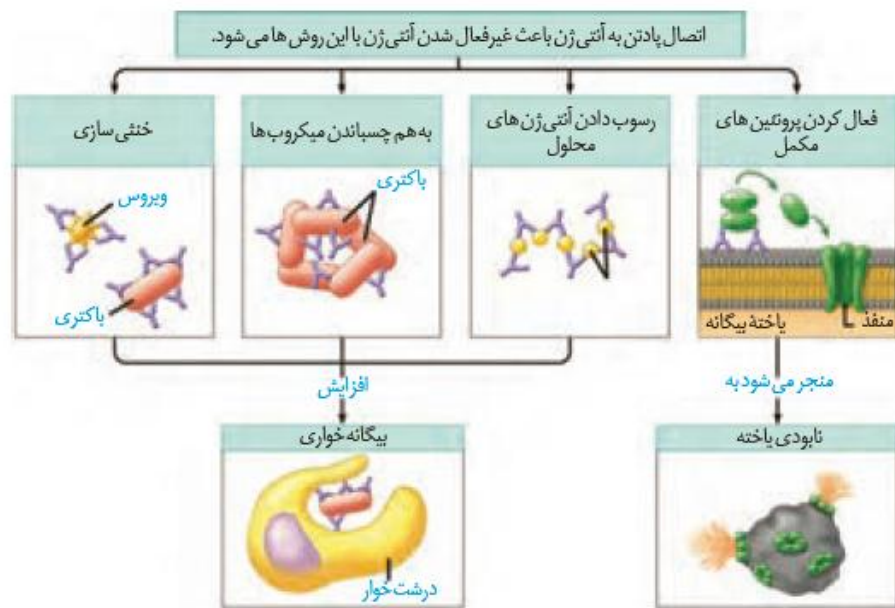 اتصال پادتن به آنتی‌ژن باعث غیرفعال شدن آنتی‌ژن با این روش ها می شود.
فعال کردن پروتئین های
مکمل
رسوب دادن آنتی‌ژن های
محلول
به هم چسباندن میکروب ها
خنثی سازی
منفذ
یاختهٔ بیگانه
باکتری
ویروس
باکتری
منجر می شود به
افزایش
نابودی یاخته
بیگانه خواری
درشت خوار